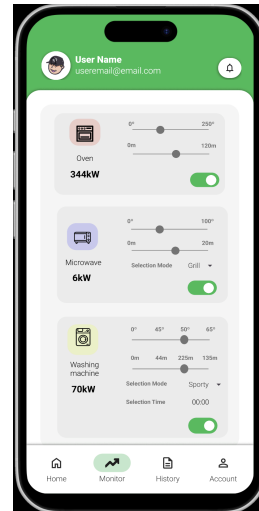 User Name
useremail@email.com
0° 250°
0m 120m
Oven
344kW
0° 100°
0m 20m
Microwave
Selection Mode Grill
6kW
0° 45° 50° 65°
0m 44m 225m 135m
Washing
machine
Selection Mode Sporty
70kW
Selection Time 00:00
Home Monitor History Account